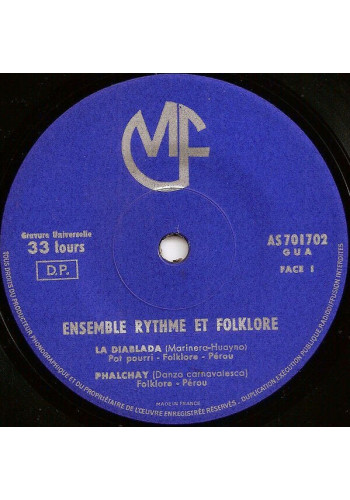 MF
Gravure Universelle
33 tours
D.P.
AS 701702
G U A
FACE 1
ENSEMBLE RYTHME ET FOLKLORE
LA DIABLADA (Marinera-Huayno)
Pot pourri - Folklore - Pérou
PHALCHAY (Danza carnavalesca)
Folklore - Pérou
MADE IN FRANCE
TOUS DROITS DU PRODUCTEUR PHONOGRAPHIQUE ET DU PROPRIETAIRE DE L'ŒUVRE ENREGISTRÉE RÉSERVÉS - DUPLICATION EXÉCUTION PUBLIQUE RADIODIFFUSION INTERDITES